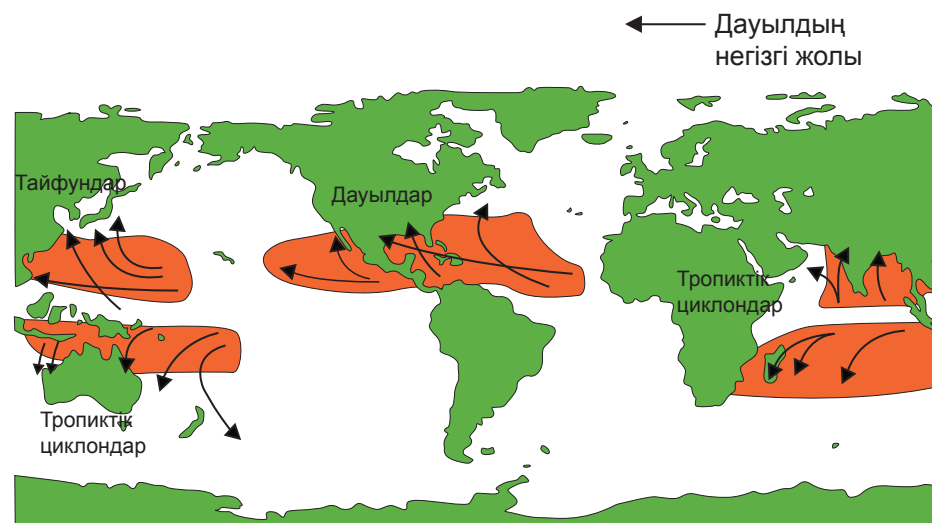 Дауылдың
негізгі жолы
Тайфундар
Дауылдар
Тропиктік
циклондар
Тропиктік
циклондар